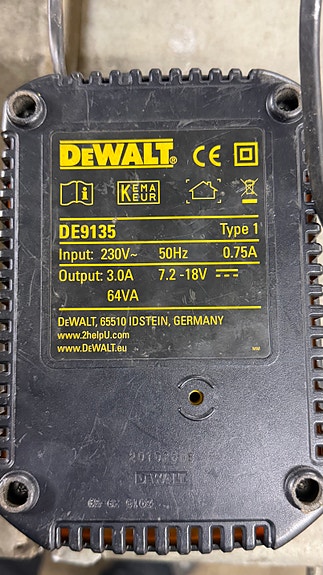 DEWALT® CE
KEMA
KEUR
DE9135 Type 1
Input: 230V~ 50Hz 0.75A
Output: 3.0A 7.2 -18V
64VA
DEWALT, 65510 IDSTEIN, GERMANY
www.2helpU.com
www.DEWALT.eu
DEWALT